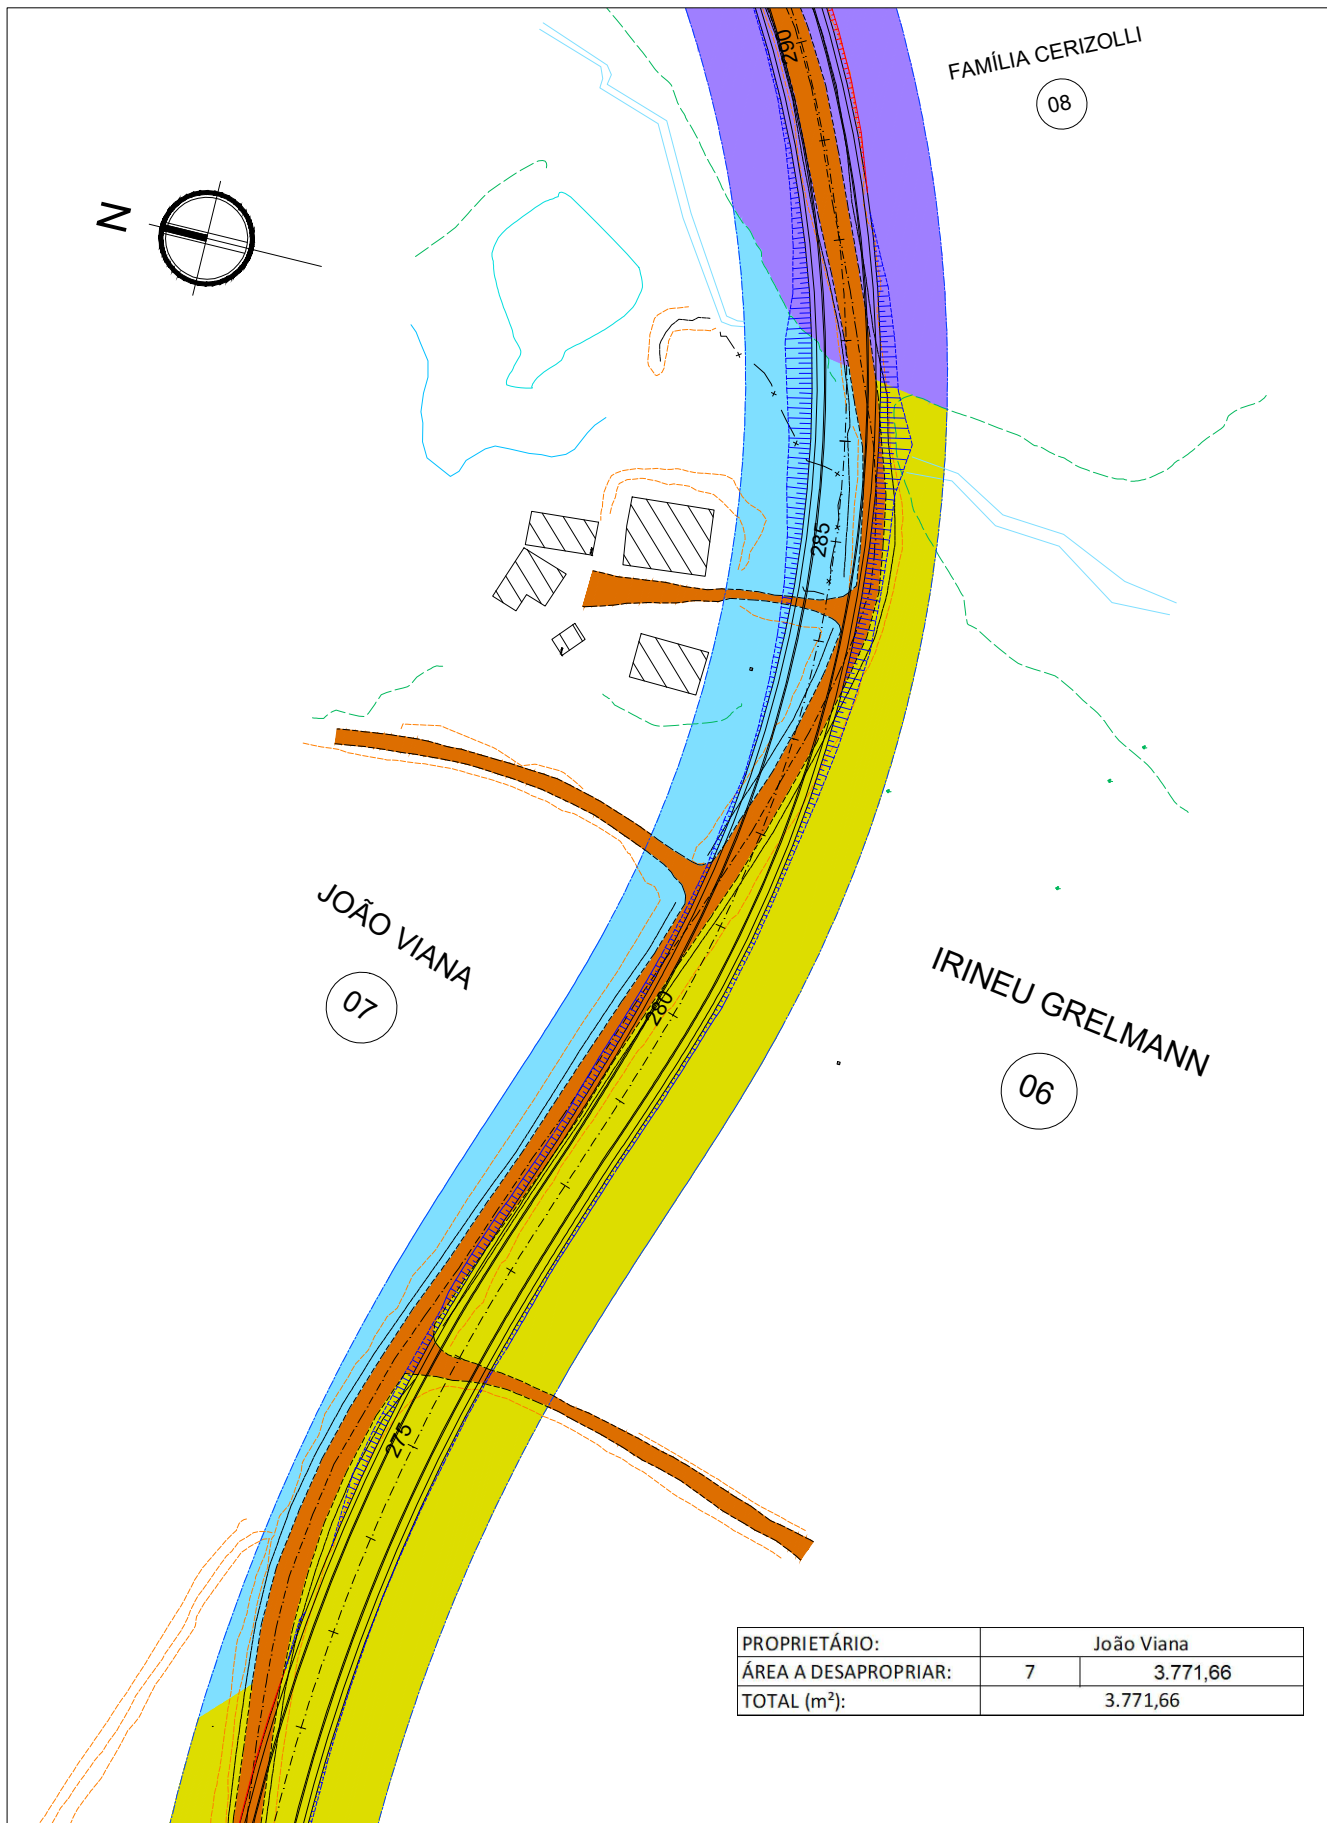 290
FAMÍLIA CERIZOLLI
08
N
285
JOÃO VIANA
07
280
IRINEU GRELMANN
06
275
PROPRIETÁRIO: João Viana
ÁREA A DESAPROPRIAR: 7 3.771,66
TOTAL (m²): 3.771,66